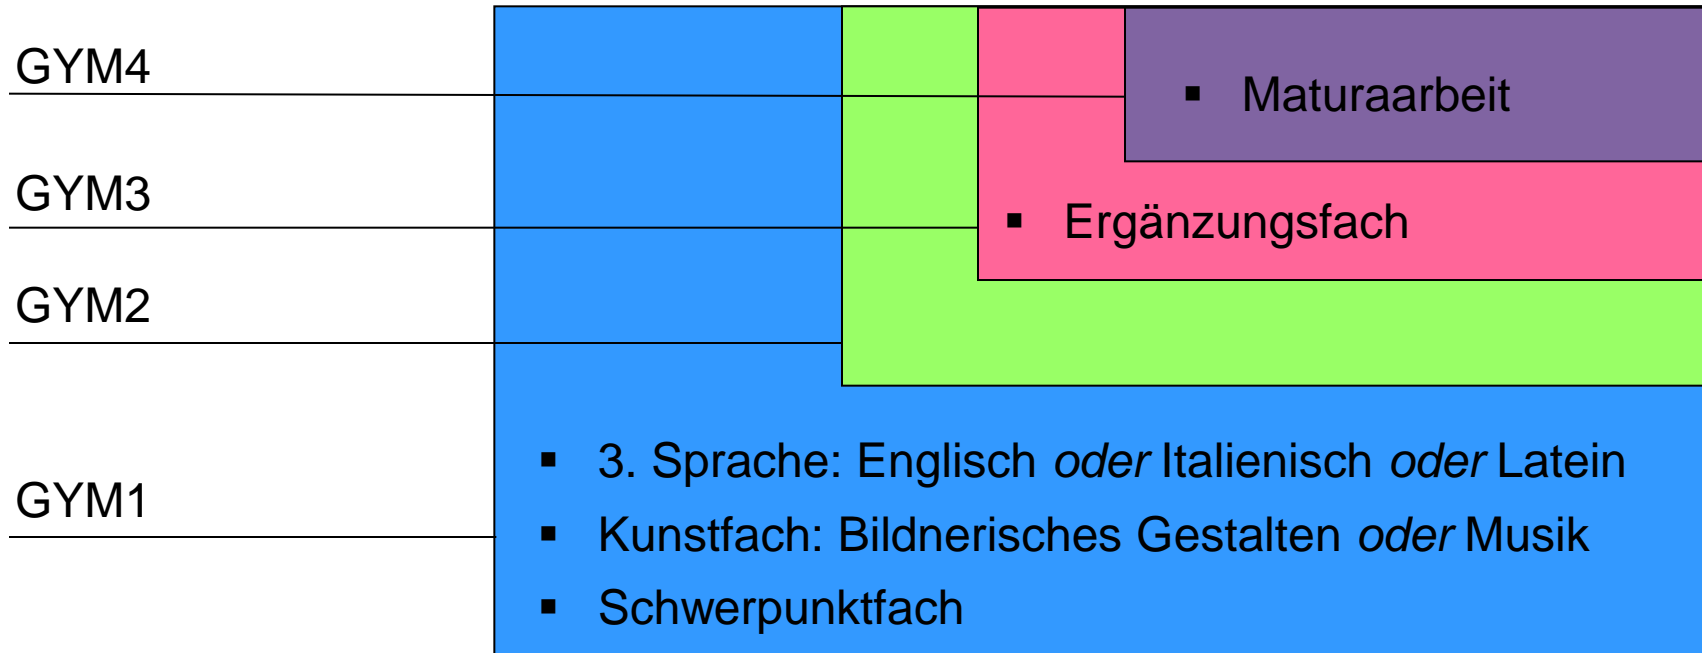 GYM4
▪ Maturaarbeit
GYM3
▪ Ergänzungsfach
GYM2
▪ 3. Sprache: Englisch oder Italienisch oder Latein
GYM1
▪ Kunstfach: Bildnerisches Gestalten oder Musik
▪ Schwerpunktfach